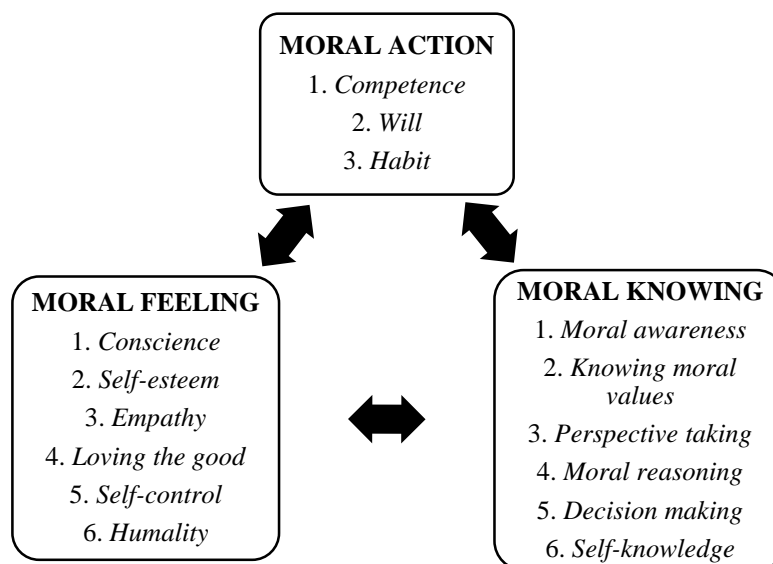 MORAL ACTION
1. Competence
2. Will
3. Habit
MORAL FEELING
1. Conscience
2. Self-esteem
3. Empathy
4. Loving the good
5. Self-control
6. Humality
MORAL KNOWING
1. Moral awareness
2. Knowing moral
values
3. Perspective taking
4. Moral reasoning
5. Decision making
6. Self-knowledge